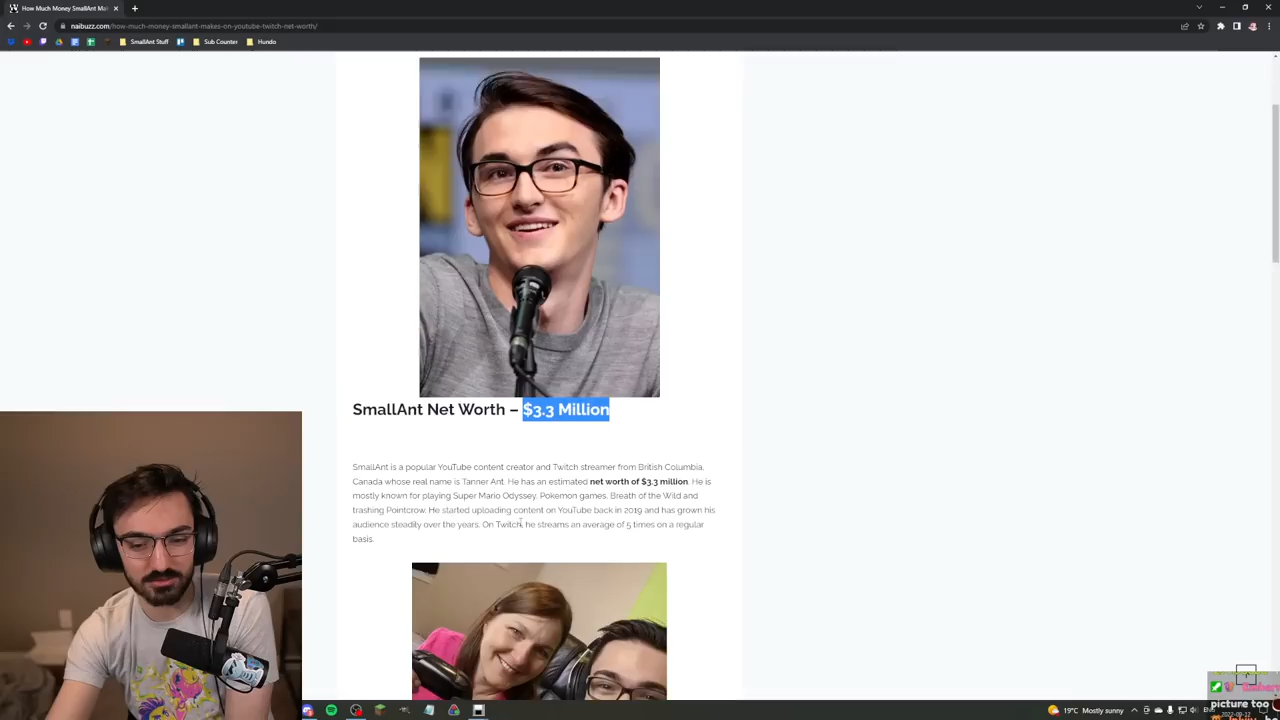 How Much Money SmallAnt Mak
naibuzz.com/how-much-money-smallant-makes-on-youtube-twitch-net-worth/
SmallAnt Stuff
Sub Counter
Hundo
SmallAnt Net Worth – $3.3 Million
SmallAnt is a popular YouTube content creator and Twitch streamer from British Columbia,
Canada whose real name is Tanner Ant. He has an estimated net worth of $3.3 million. He is
mostly known for playing Super Mario Odyssey, Pokemon games, Breath of the Wild and
trashing Pointcrow. He started uploading content on YouTube back in 2019 and has grown his
audience steadily over the years. On Twitch, he streams an average of 5 times on a regular
basis.
picture too
19°C Mostly sunny
2022-08-12